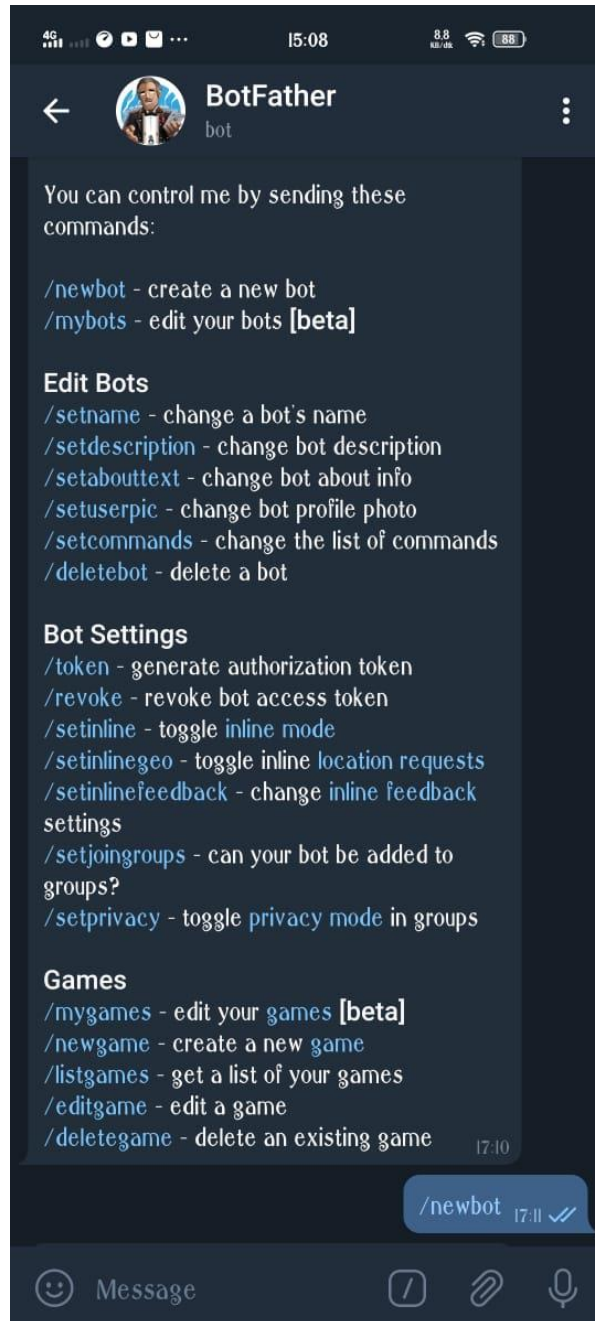 4G
15:08
8.8
KB/dtk
88
BotFather
bot
You can control me by sending these
commands:
/newbot - create a new bot
/mybots - edit your bots [beta]
Edit Bots
/setname - change a bot's name
/setdescription - change bot description
/setabouttext - change bot about info
/setuserpic - change bot profile photo
/setcommands - change the list of commands
/deletebot - delete a bot
Bot Settings
/token - generate authorization token
/revoke - revoke bot access token
/setinline - toggle inline mode
/setinlinegeo - toggle inline location requests
/setinlinefeedback - change inline feedback
settings
/setjoingroups - can your bot be added to
groups?
/setprivacy - toggle privacy mode in groups
Games
/mygames - edit your games [beta]
/newgame - create a new game
/listgames - get a list of your games
/editgame - edit a game
/deletegame - delete an existing game
17:10
/newbot 17:11
Message